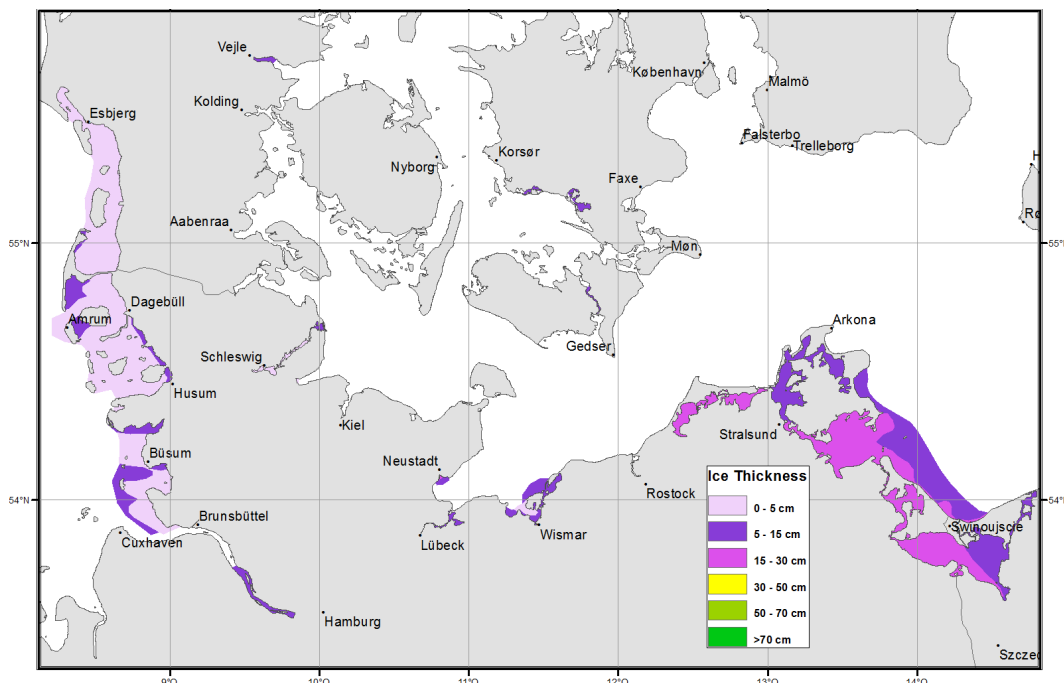 Vejle
København
Malmö
Kolding
Esbjerg
Falsterbo
Trelleborg
Korsør
Nyborg
Faxe
Aabenraa
55°N
Møn
55°N
Dagebüll
Amrum
Arkona
Schleswig
Gedser
Husum
Kiel
Stralsund
Büsum
Neustadt
Ice Thickness
0 - 5 cm
5 - 15 cm
15 - 30 cm
30 - 50 cm
50 - 70 cm
>70 cm
Rostock
54°N
54°N
Brunsbüttel
Swinoujscie
Cuxhaven
Lübeck
Wismar
Hamburg
9°O
10°O
11°O
12°O
13°O
14°O